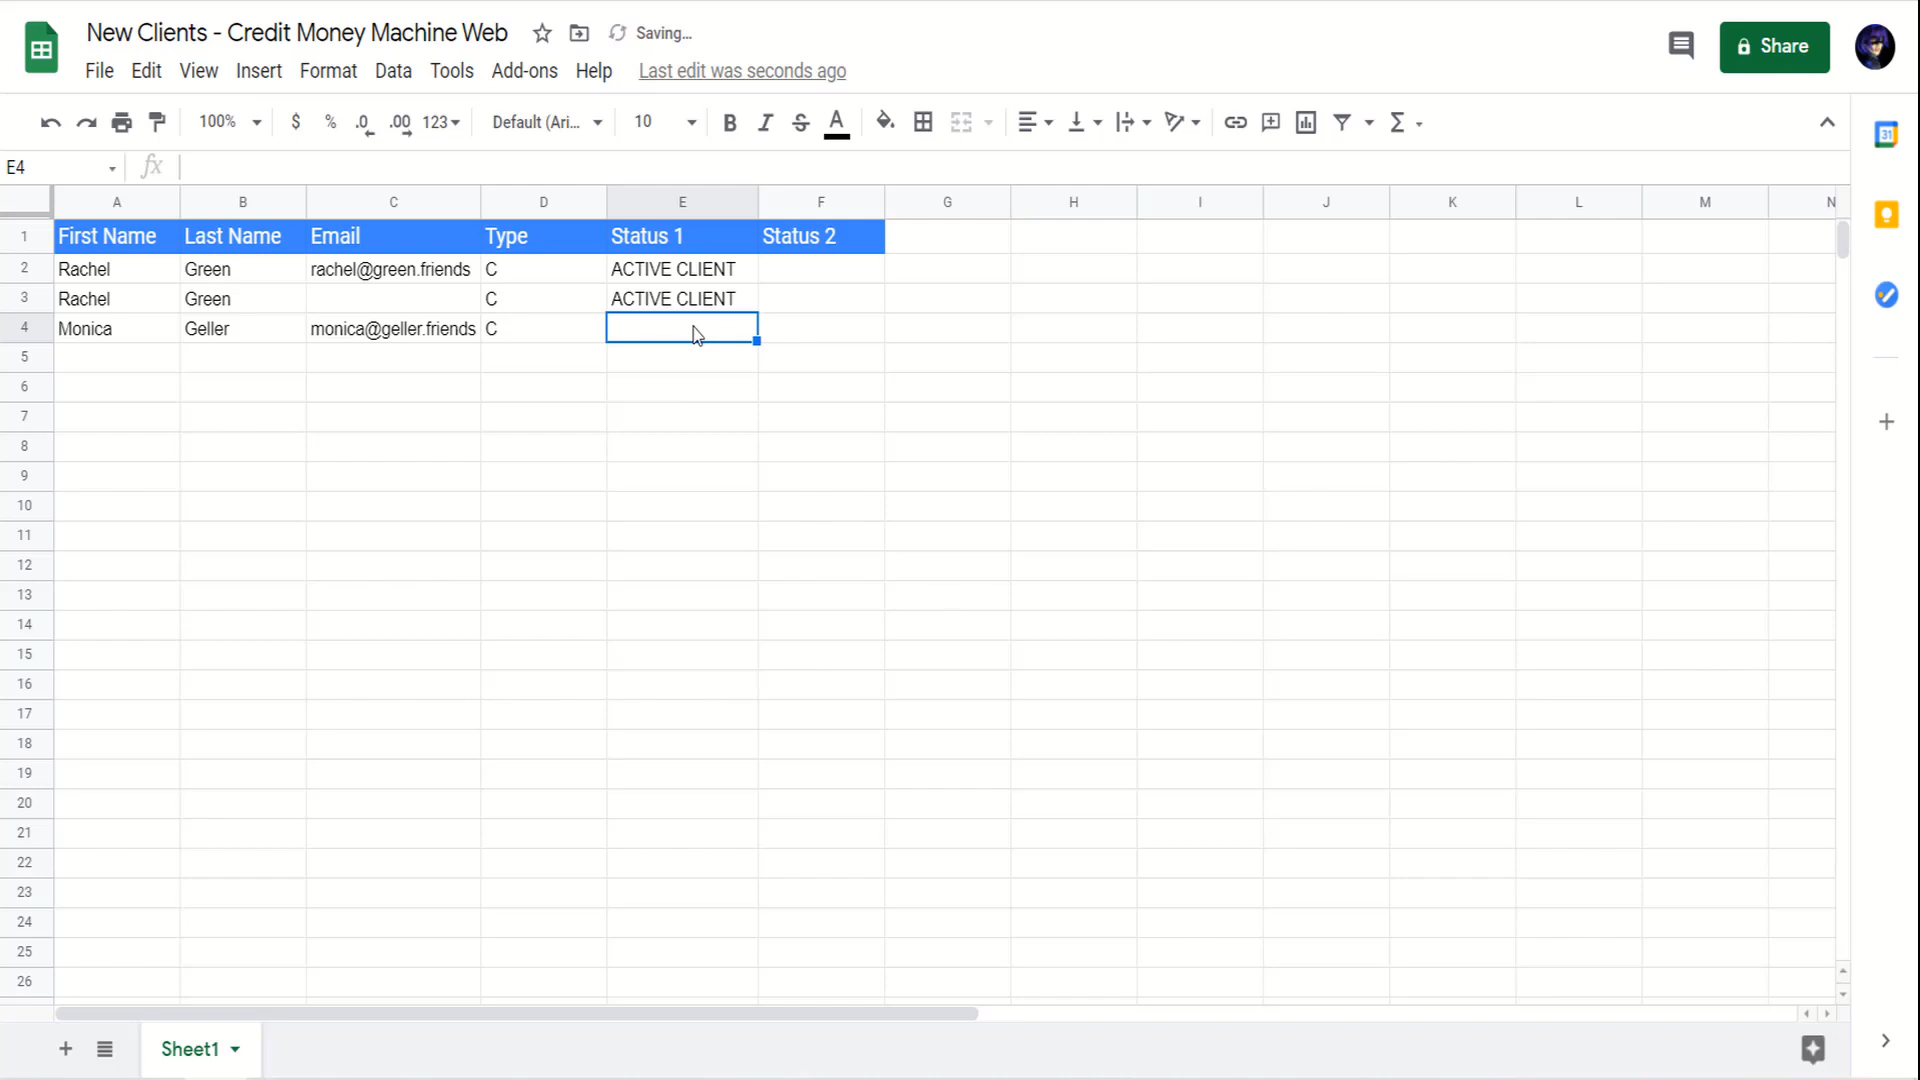 New Clients - Credit Money Machine Web Saving...
File Edit View Insert Format Data Tools Add-ons Help Last edit was seconds ago
Share
100% $ % .0 .00 123 Default (Ari... 10 B I S A Σ
E4 fx
31
A B C D E F G H I J K L M N
1 First Name Last Name Email Type Status 1 Status 2
2 Rachel Green rachel@green.friends C ACTIVE CLIENT
3 Rachel Green C ACTIVE CLIENT
4 Monica Geller monica@geller.friends C
5
6
7
8
9
10
11
12
13
14
15
16
17
18
19
20
21
22
23
24
25
26
Sheet1